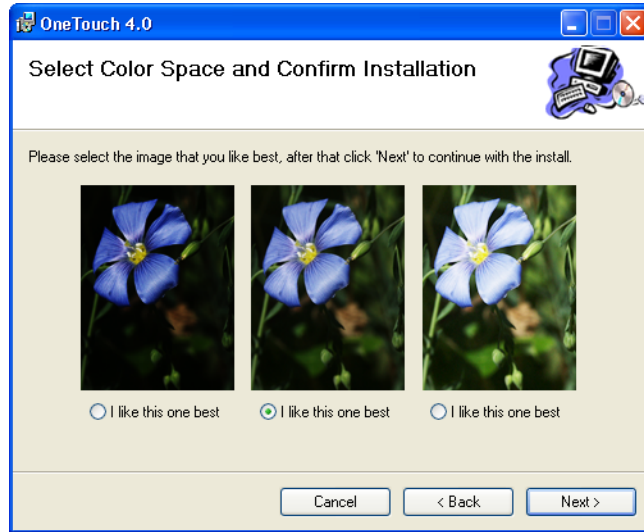 OneTouch 4.0
Select Color Space and Confirm Installation
Please select the image that you like best, after that click 'Next' to continue with the install.
I like this one best I like this one best I like this one best
Cancel < Back Next >